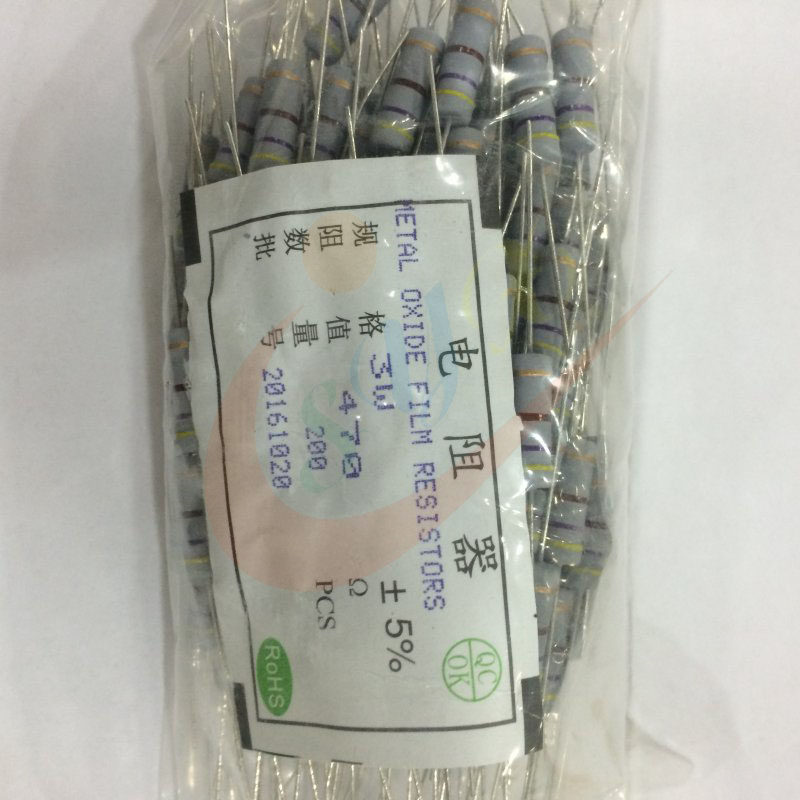 电阻器
METAL OXIDE FILM RESISTORS
规格 3W ±5%
阻值 470 Ω
数量 200 PCS
批号 20161020
QC
OK
RoHS